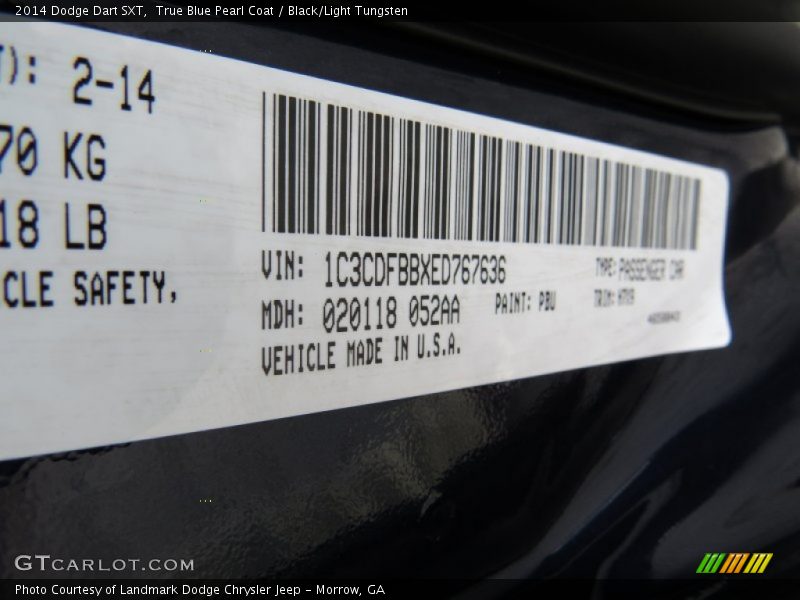 2014 Dodge Dart SXT, True Blue Pearl Coat / Black/Light Tungsten
T): 2-14
70 KG
18 LB
CLE SAFETY,
VIN: 1C3CDFBBXED767636
TYPE: PASSENGER CAR
MDH: 020118 052AA
PAINT: PBU
TRIM:
VEHICLE MADE IN U.S.A.
GTCARLOT.COM
Photo Courtesy of Landmark Dodge Chrysler Jeep - Morrow, GA